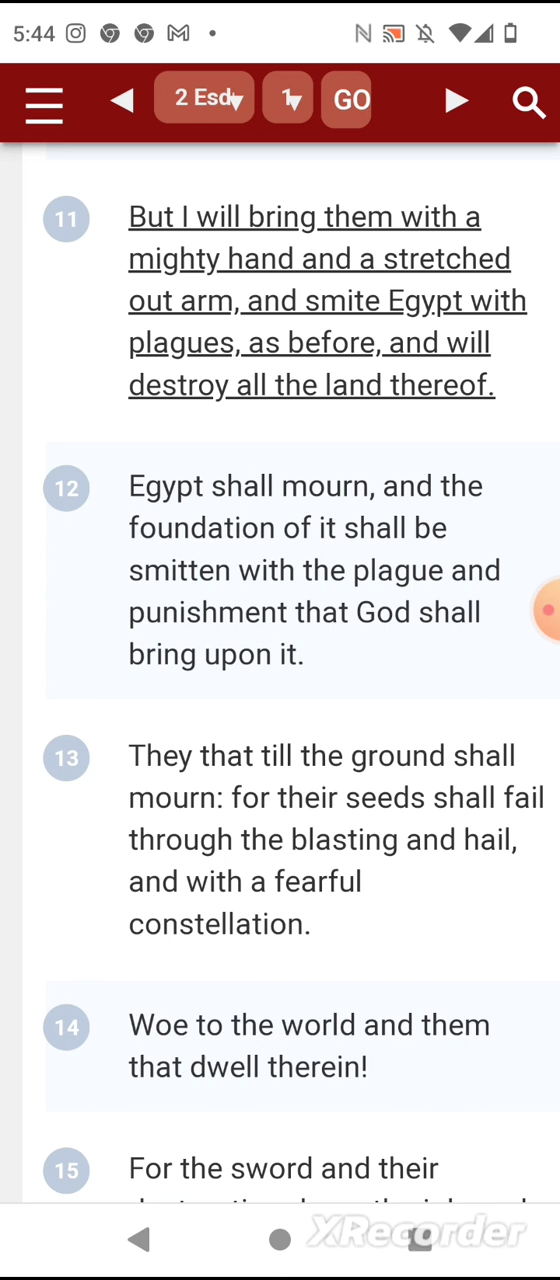 5:44
2 Esd 1 GO
11 But I will bring them with a
mighty hand and a stretched
out arm, and smite Egypt with
plagues, as before, and will
destroy all the land thereof.
12 Egypt shall mourn, and the
foundation of it shall be
smitten with the plague and
punishment that God shall
bring upon it.
13 They that till the ground shall
mourn: for their seeds shall fail
through the blasting and hail,
and with a fearful
constellation.
14 Woe to the world and them
that dwell therein!
15 For the sword and their
XRecorder